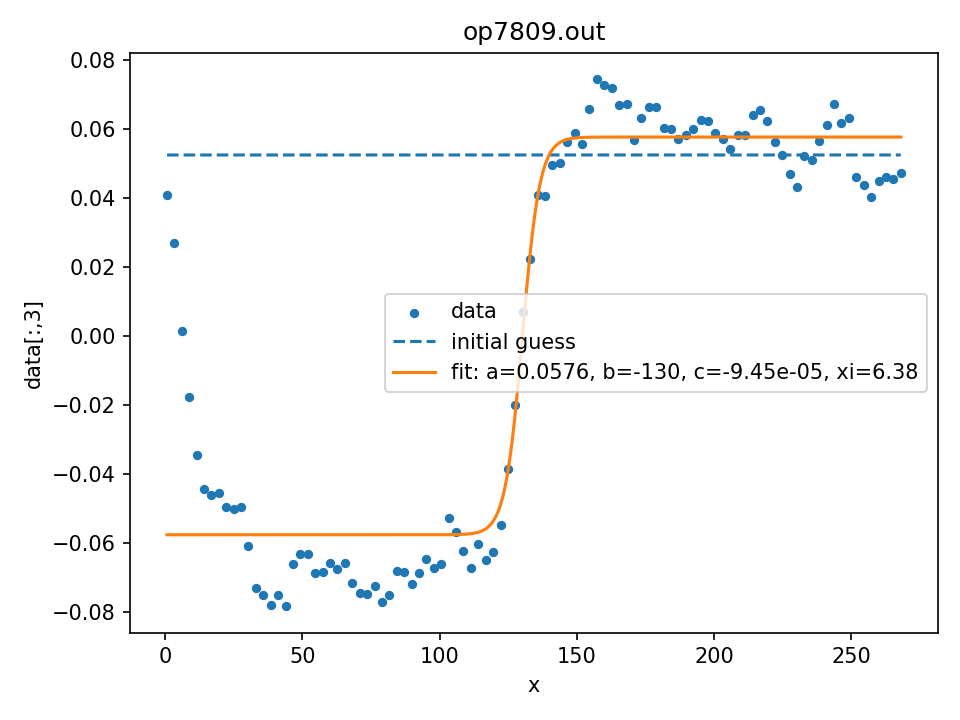 op7809.out
0.08
0.06
0.04
0.02
0.00
−0.02
−0.04
−0.06
−0.08
data[:,3]
data
initial guess
fit: a=0.0576, b=-130, c=-9.45e-05, xi=6.38
0 50 100 150 200 250
x